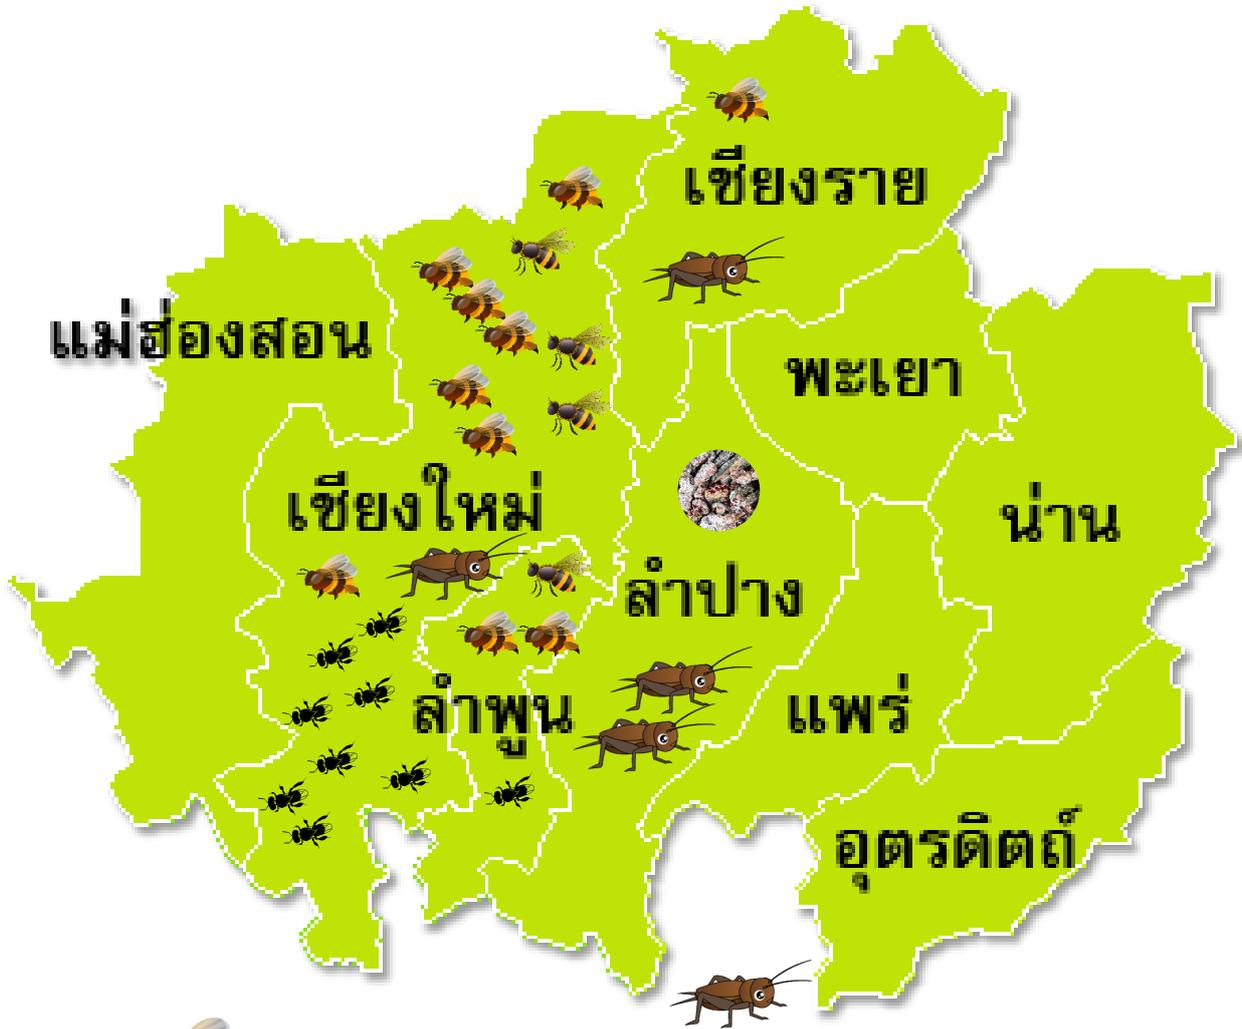 เชียงราย
แม่ฮ่องสอน
พะเยา
เชียงใหม่
น่าน
ลำปาง
ลำพูน
แพร่
อุตรดิตถ์